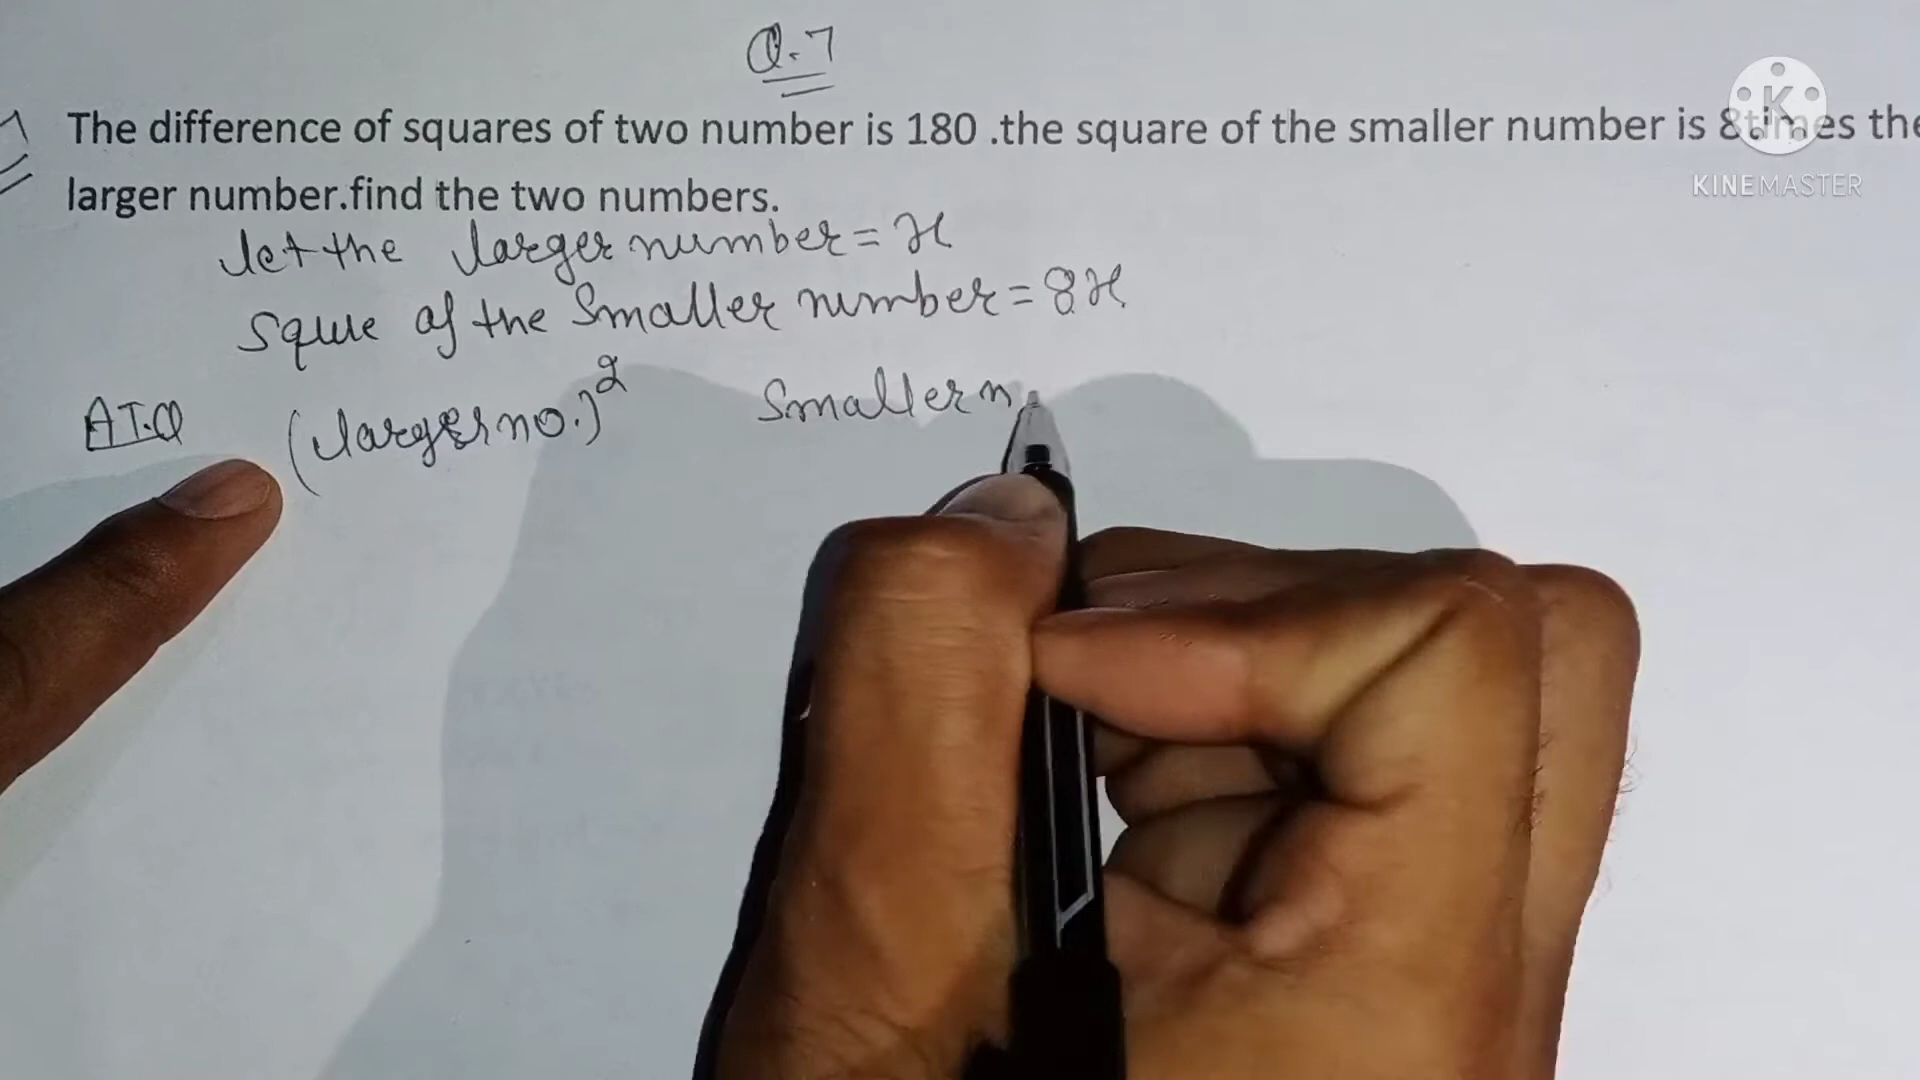 Q.7
The difference of squares of two number is 180 .the square of the smaller number is 8times the
larger number.find the two numbers.
KINEMASTER
let the larger number = x
Squre of the Smaller number = 8x
A.T.Q (larger no.)² Smaller n